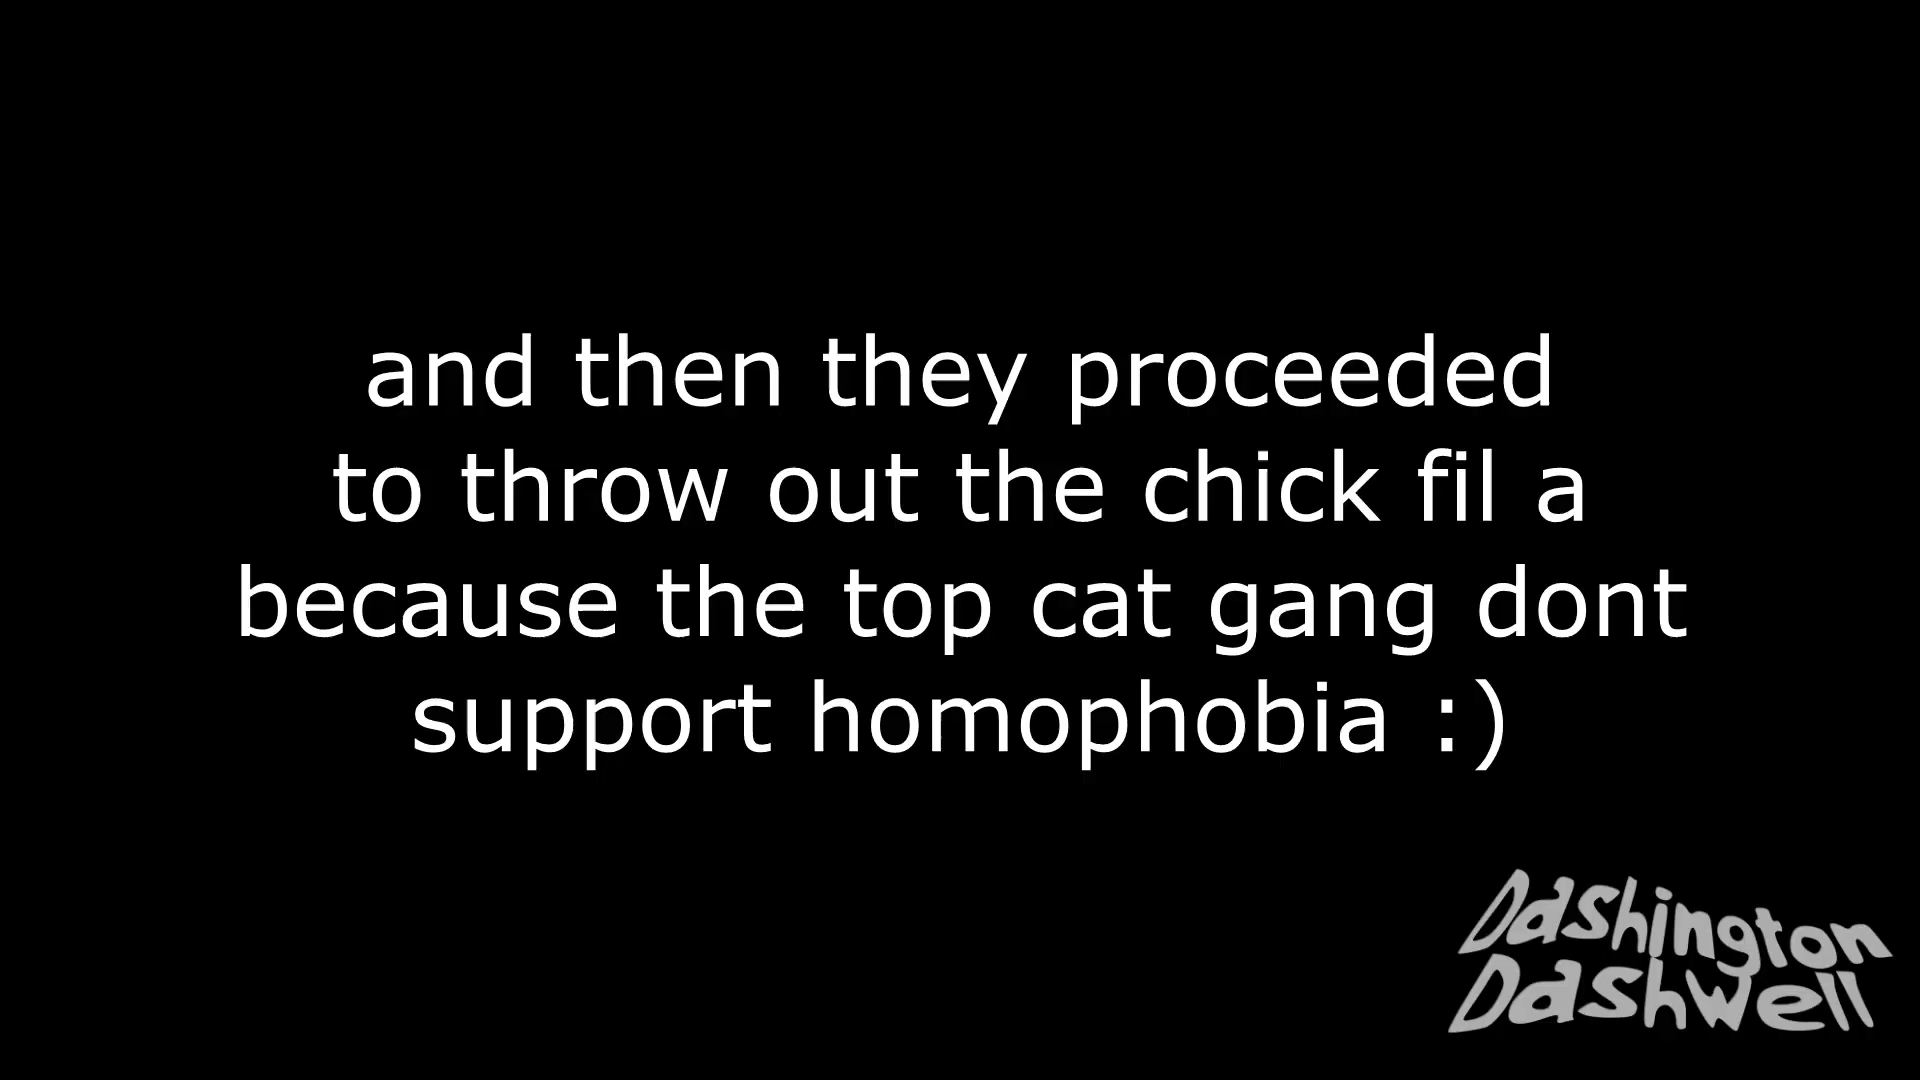 and then they proceeded
to throw out the chick fil a
because the top cat gang dont
support homophobia :)
Dashington
Dashwell